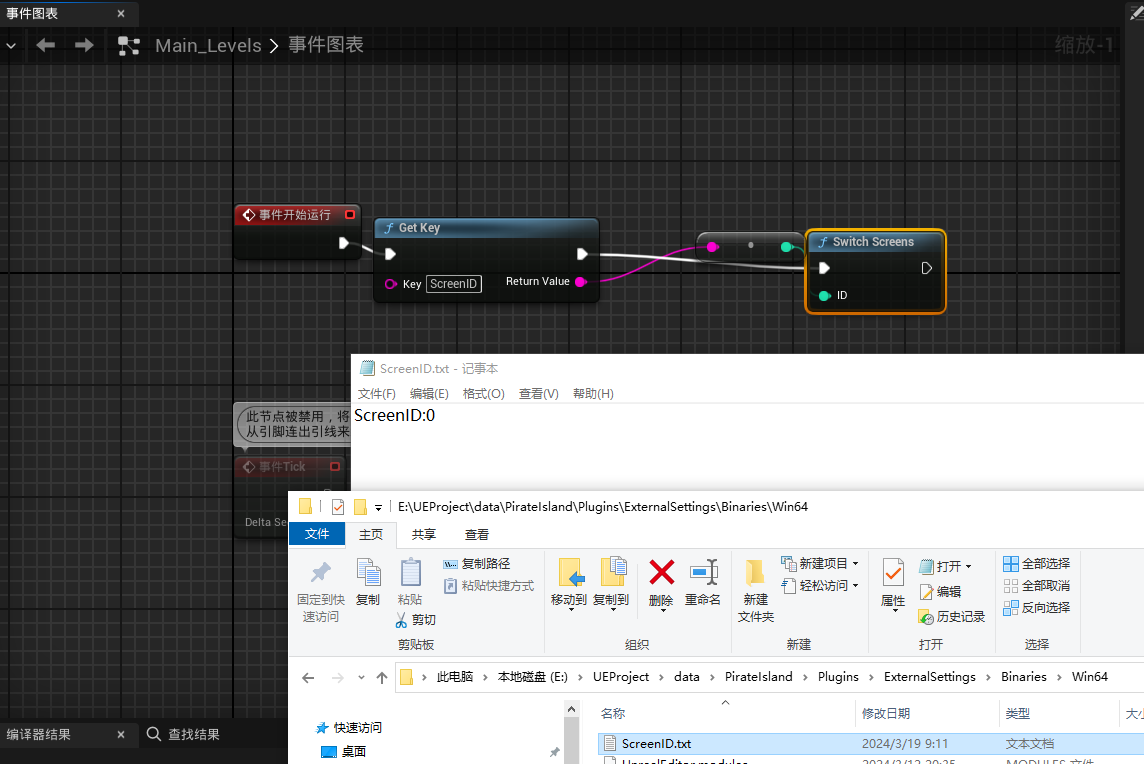 事件图表
Main_Levels
事件图表
缩放-1
事件开始运行
Get Key
Key
ScreenID
Return Value
Switch Screens
ID
此节点被禁用，将
从引脚连出引线来
事件Tick
Delta Se
ScreenID.txt - 记事本
文件(F) 编辑(E) 格式(O) 查看(V) 帮助(H)
ScreenID:0
E:\UEProject\data\PirateIsland\Plugins\ExternalSettings\Binaries\Win64
文件 主页 共享 查看
固定到快
速访问
复制
粘贴
复制路径
粘贴快捷方式
剪切
剪贴板
移动到
复制到
删除
重命名
组织
新建
文件夹
新建项目
轻松访问
新建
属性
打开
编辑
历史记录
打开
全部选择
全部取消
反向选择
选择
此电脑 本地磁盘 (E:) UEProject data PirateIsland Plugins ExternalSettings Binaries Win64
名称 修改日期 类型 大小
快速访问
桌面
ScreenID.txt 2024/3/19 9:11 文本文档
编译器结果
查找结果